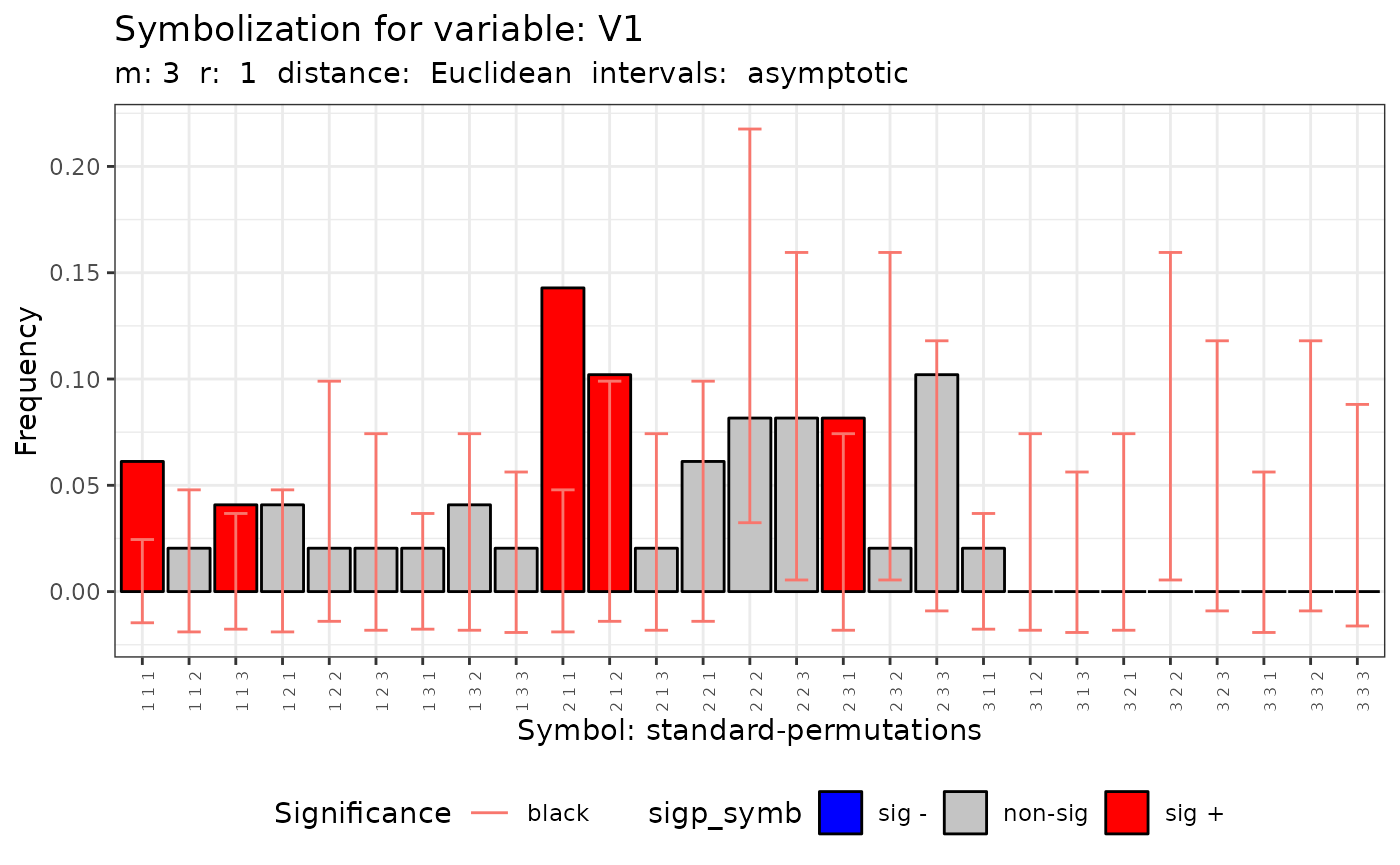 Symbolization for variable: V1
m: 3 r: 1 distance: Euclidean intervals: asymptotic
Frequency
0.20
0.15
0.10
0.05
0.00
1 1 1
1 1 2
1 1 3
1 2 1
1 2 2
1 2 3
1 3 1
1 3 2
1 3 3
2 1 1
2 1 2
2 1 3
2 2 1
2 2 2
2 2 3
2 3 1
2 3 2
2 3 3
3 1 1
3 1 2
3 1 3
3 2 1
3 2 2
3 2 3
3 3 1
3 3 2
3 3 3
Symbol: standard-permutations
Significance black sigp_symb sig - non-sig sig +